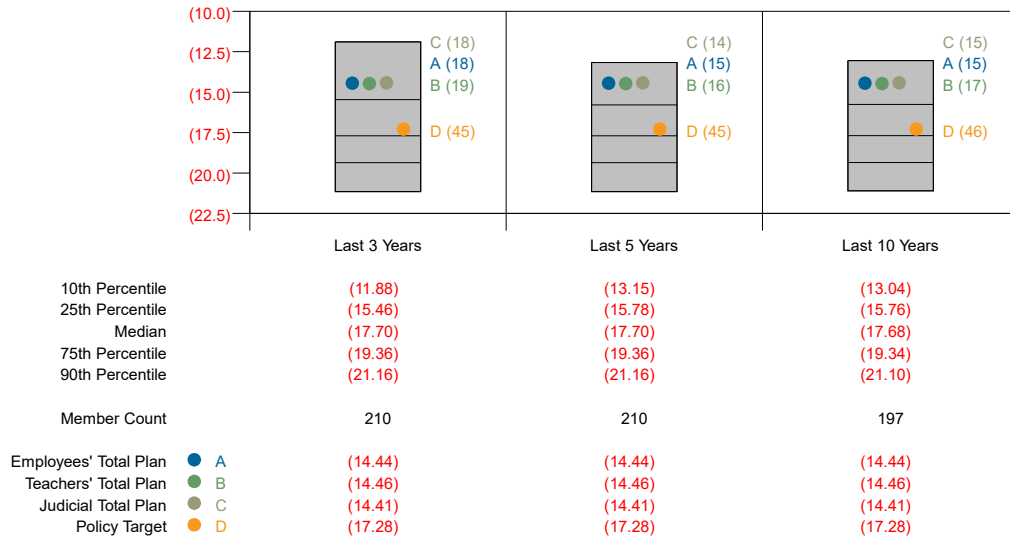 (10.0)
(12.5)
(15.0)
(17.5)
(20.0)
(22.5)
C (18)
A (18)
B (19)
D (45)
C (14)
A (15)
B (16)
D (45)
C (15)
A (15)
B (17)
D (46)
Last 3 Years Last 5 Years Last 10 Years
10th Percentile (11.88) (13.15) (13.04)
25th Percentile (15.46) (15.78) (15.76)
Median (17.70) (17.70) (17.68)
75th Percentile (19.36) (19.36) (19.34)
90th Percentile (21.16) (21.16) (21.10)
Member Count 210 210 197
Employees' Total Plan A (14.44) (14.44) (14.44)
Teachers' Total Plan B (14.46) (14.46) (14.46)
Judicial Total Plan C (14.41) (14.41) (14.41)
Policy Target D (17.28) (17.28) (17.28)